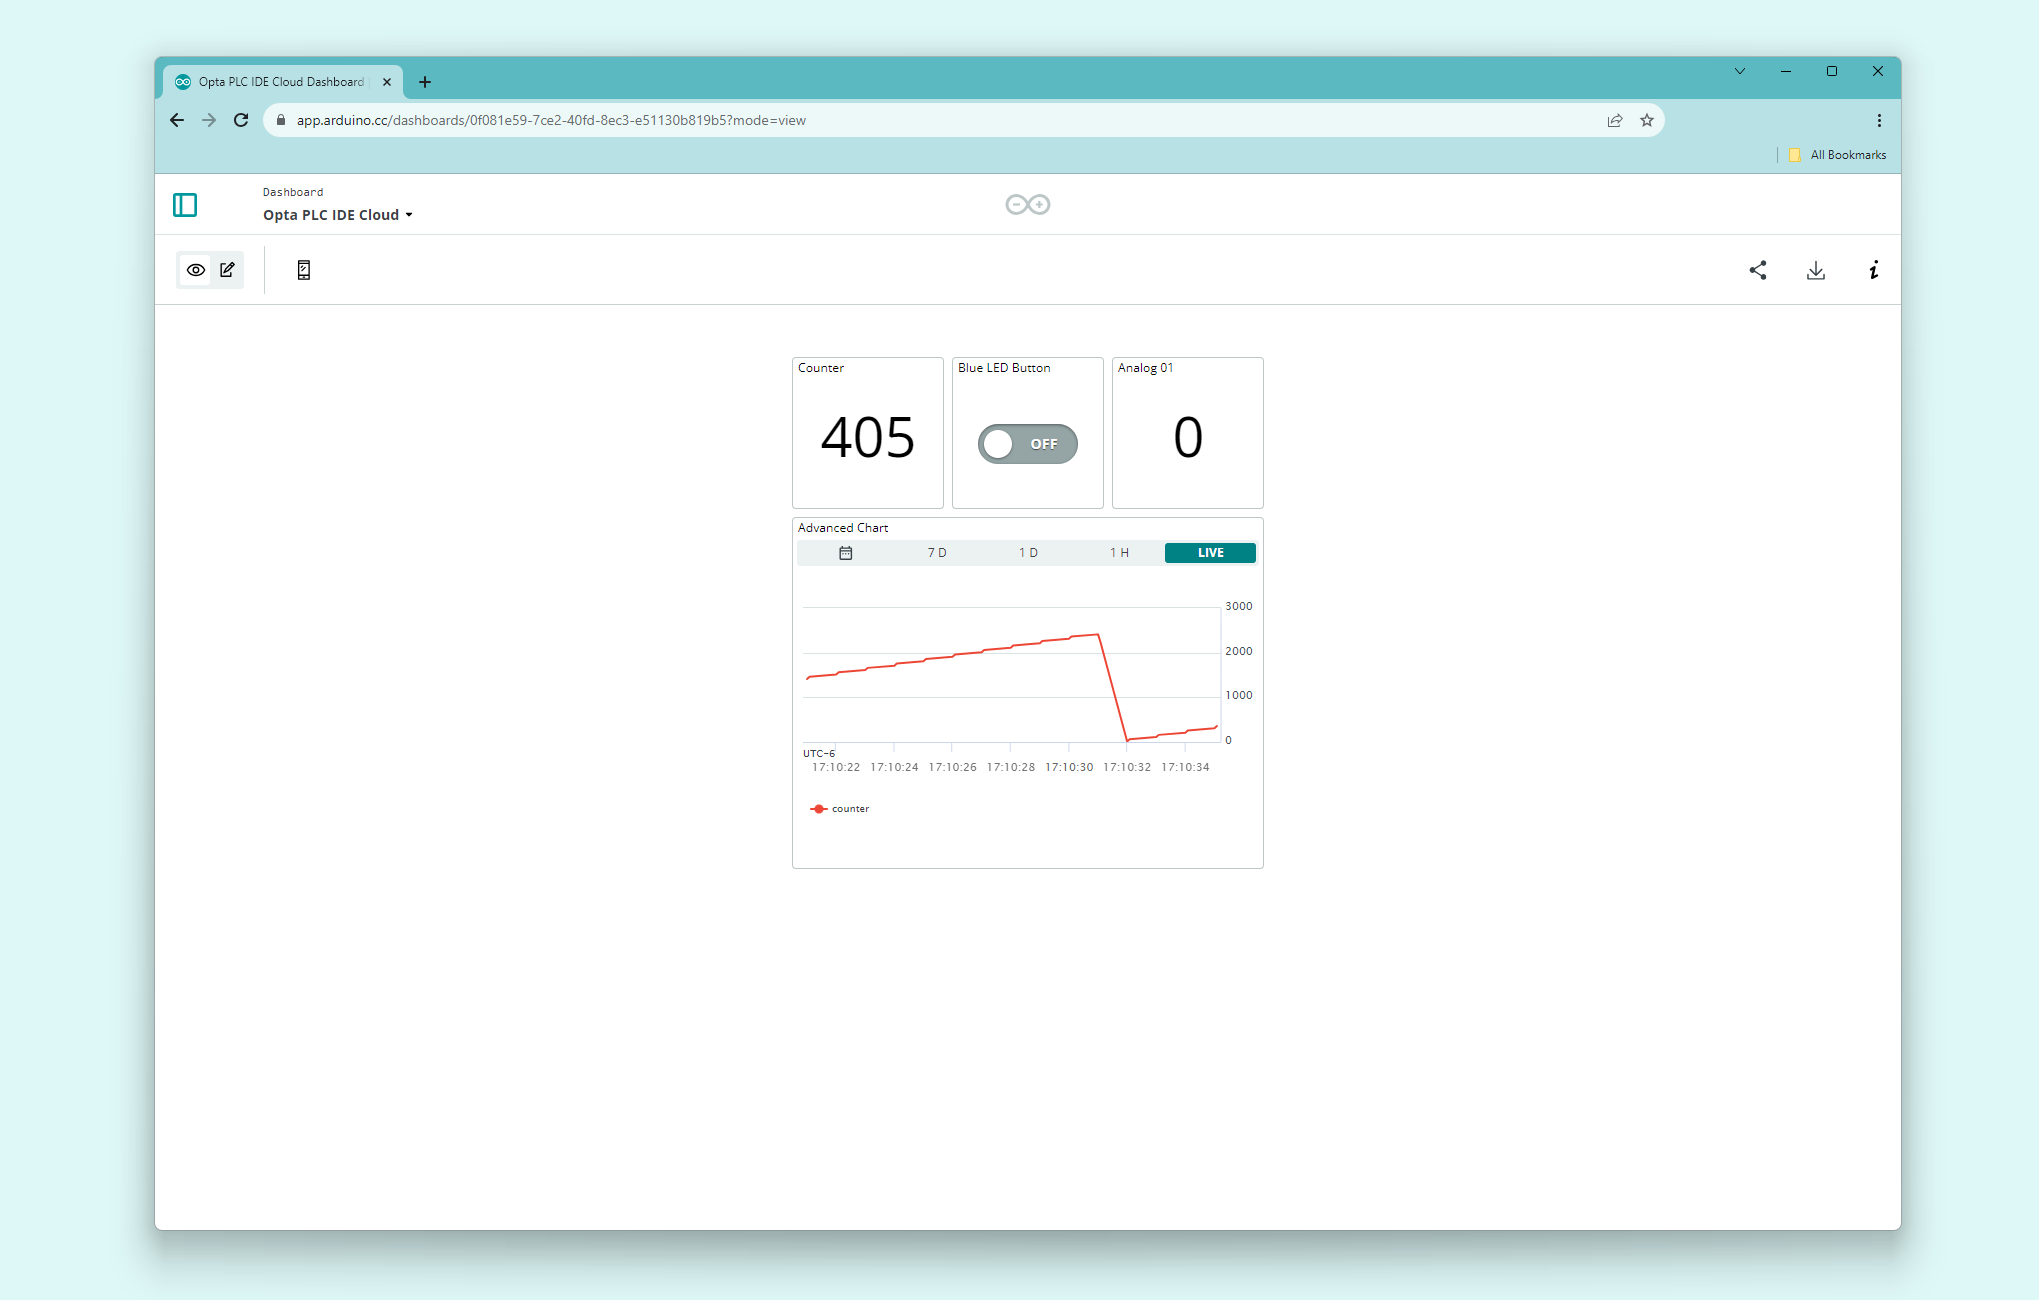 Opta PLC IDE Cloud Dashboard
app.arduino.cc/dashboards/0f081e59-7ce2-40fd-8ec3-e51130b819b5?mode=view
All Bookmarks
Dashboard
Opta PLC IDE Cloud
Counter
405
Blue LED Button
OFF
Analog 01
0
Advanced Chart
7 D 1 D 1 H LIVE
3000
2000
1000
0
UTC-6
17:10:22 17:10:24 17:10:26 17:10:28 17:10:30 17:10:32 17:10:34
counter